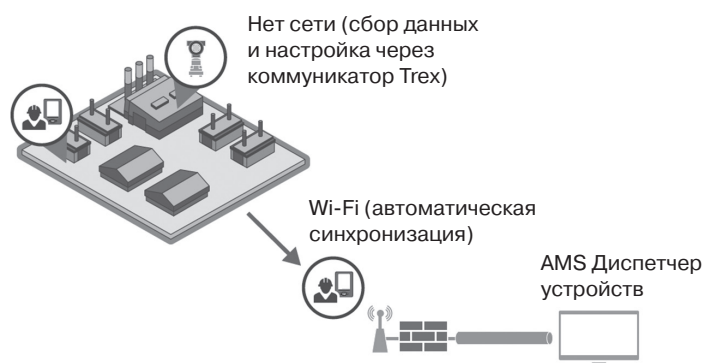 Нет сети (сбор данных
и настройка через
коммуникатор Trex)
Wi-Fi (автоматическая
синхронизация)
AMS Диспетчер
устройств